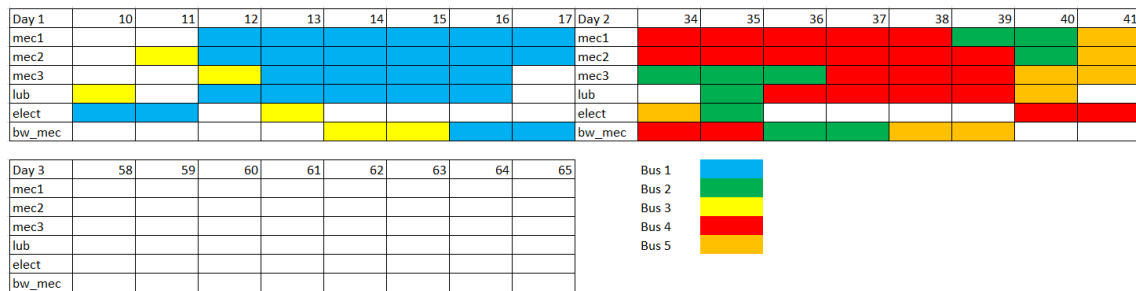 Day 1 10 11 12 13 14 15 16 17 Day 2 34 35 36 37 38 39 40 41
mec1 mec1
mec2 mec2
mec3 mec3
lub lub
elect elect
bw_mec bw_mec
Day 3 58 59 60 61 62 63 64 65 Bus 1
mec1 Bus 2
mec2 Bus 3
mec3 Bus 4
lub Bus 5
elect
bw_mec